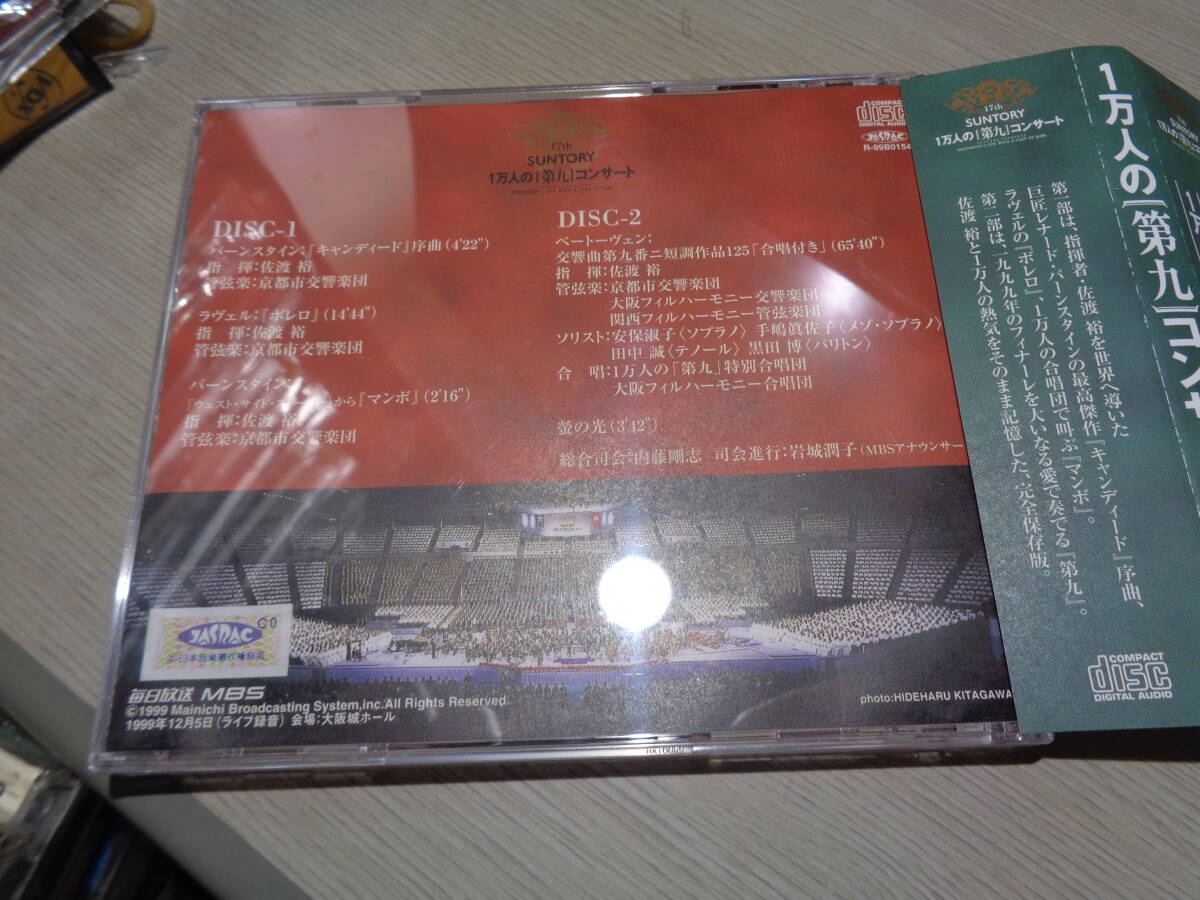 VOX
COMPACT
disc
DIGITAL AUDIO
JASRAC
R-99B0154
17th
SUNTORY
1万人の[第九]コンサート
DISC-1
バーンスタイン:『キャンディード』序曲(4'22")
指 揮:佐渡 裕
管弦楽:京都市交響楽団
ラヴェル:『ボレロ』(14'44")
指 揮:佐渡 裕
管弦楽:京都市交響楽団
バーンスタイン:
「ウェスト・サイド・ から『マンボ』(2'16")
指 揮:佐渡 裕
管弦楽:京都市交響楽団
DISC-2
ベートーヴェン:
交響曲第九番ニ短調作品125「合唱付き」(65'40")
指 揮:佐渡 裕
管弦楽:京都市交響楽団
大阪フィルハーモニー交響楽団
関西フィルハーモニー管弦楽団
ソリスト:安保淑子〈ソプラノ〉 手嶋眞佐子〈メゾ・ソプラノ〉
田中 誠〈テノール〉 黒田 博〈バリトン〉
合 唱:1万人の「第九」特別合唱団
大阪フィルハーモニー合唱団
螢の光(3'42")
総合司会:内藤剛志 司会進行:岩城潤子(MBSアナウンサー
JASRAC
C0
毎日放送 MBS
©1999 Mainichi Broadcasting System,inc.All Rights Reserved.
1999年12月5日(ライブ録音) 会場:大阪城ホール
photo:HIDEHARU KITAGAWA
17th
SUNTORY
1万人の[第九]コンサート
第一部は、指揮者・佐渡 裕を世界へ導いた
巨匠レナード・バーンスタインの最高傑作『キャンディード』序曲、
ラヴェルの『ボレロ』、1万人の合唱団で叫ぶ『マンボ』。
第二部は、一九九九年のフィナーレを大いなる愛で奏でる『第九』。
佐渡 裕と1万人の熱気をそのまま記憶した、完全保存版。
COMPACT
disc
DIGITAL AUDIO
1万人の[第九]コンサ